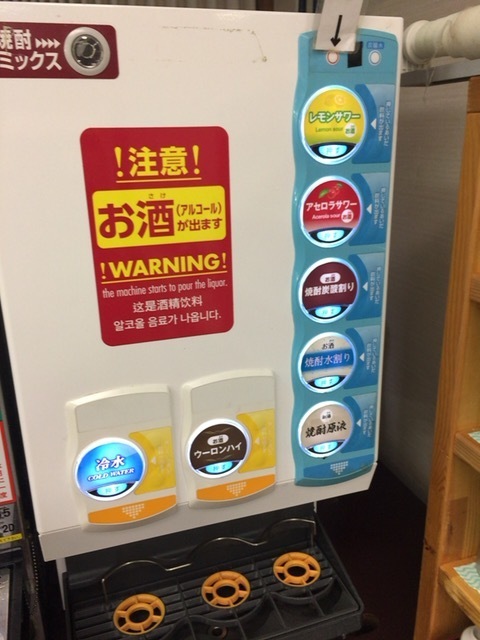 焼酎
ミックス
！注意！
さけ
お酒（アルコール）が出ます
！WARNING！
the machine starts to pour the liquor.
这是酒精饮料
알코올 음료가 나옵니다.
レモンサワー
Lemon sour お酒
アセロラサワー
Acerola sour お酒
お酒
焼酎炭酸割り
お酒
焼酎水割り
お酒
焼酎原液
冷水
COLD WATER
お酒
ウーロンハイ